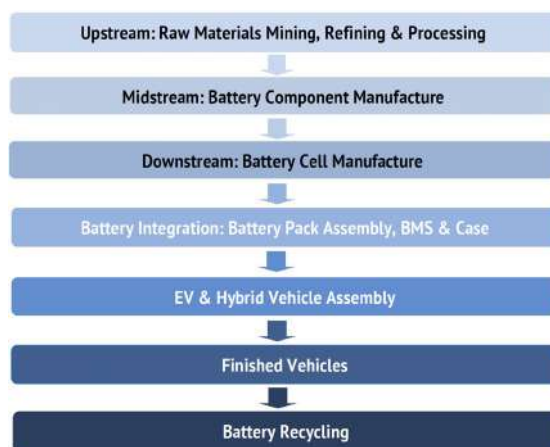 Upstream: Raw Materials Mining, Refining & Processing
Midstream: Battery Component Manufacture
Downstream: Battery Cell Manufacture
Battery Integration: Battery Pack Assembly, BMS & Case
EV & Hybrid Vehicle Assembly
Finished Vehicles
Battery Recycling